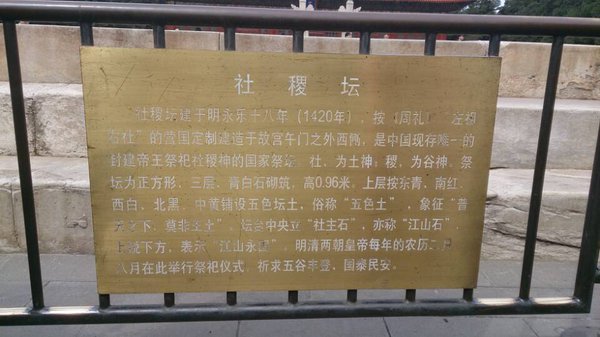 社稷坛
社稷坛建于明永乐十八年（1420年），按《周礼》“左祖
右社”的营国定制建造于故宫午门之外西侧，是中国现存唯一的
封建帝王祭祀社稷神的国家祭坛。社，为土神；稷，为谷神。祭
坛为正方形，三层，青白石砌筑，高0.96米，上层按东青、南红、
西白、北黑、中黄铺设五色坛土，俗称“五色土”，象征“普
天之下，莫非王土”，坛台中央立“社主石”，亦称“江山石”，
上锐下方，表示“江山永固”。明清两朝皇帝每年的农历二月
八月在此举行祭祀仪式，祈求五谷丰登、国泰民安。